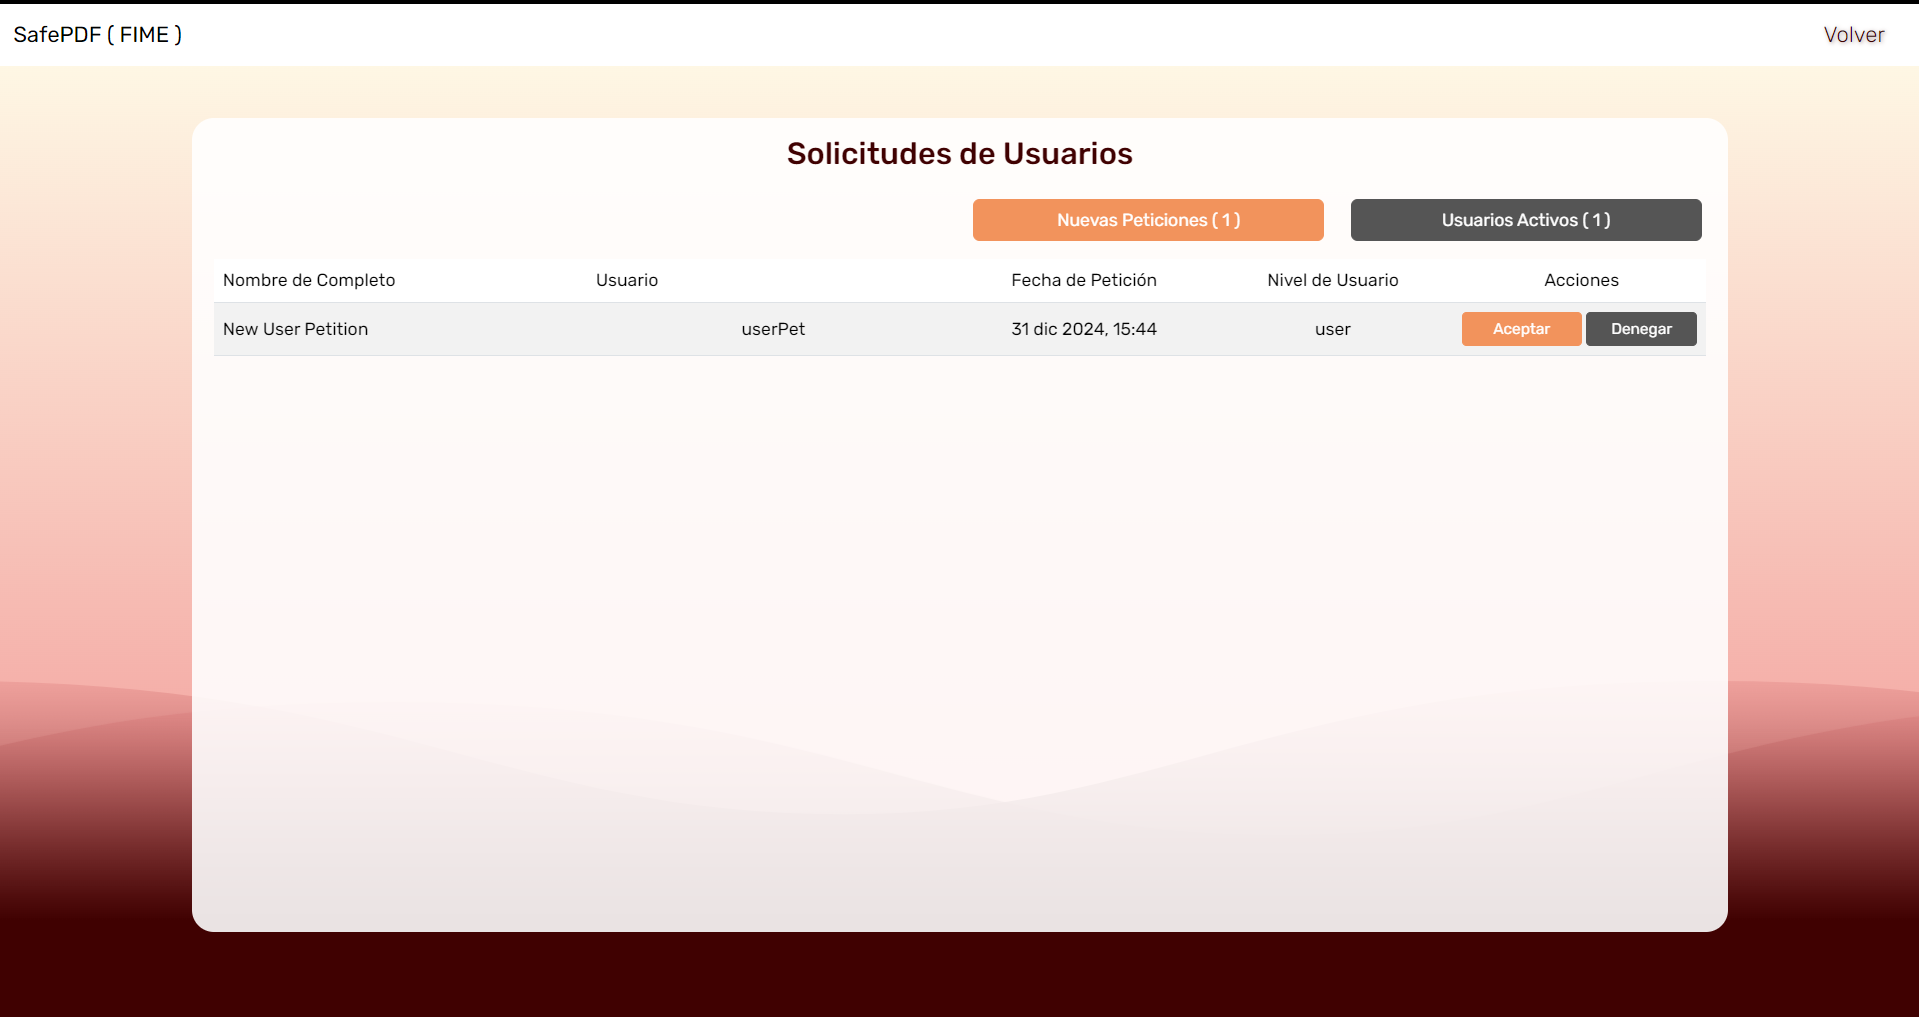 SafePDF ( FIME )
Volver
Solicitudes de Usuarios
Nuevas Peticiones ( 1 )
Usuarios Activos ( 1 )
Nombre de Completo Usuario Fecha de Petición Nivel de Usuario Acciones
New User Petition userPet 31 dic 2024, 15:44 user Aceptar Denegar